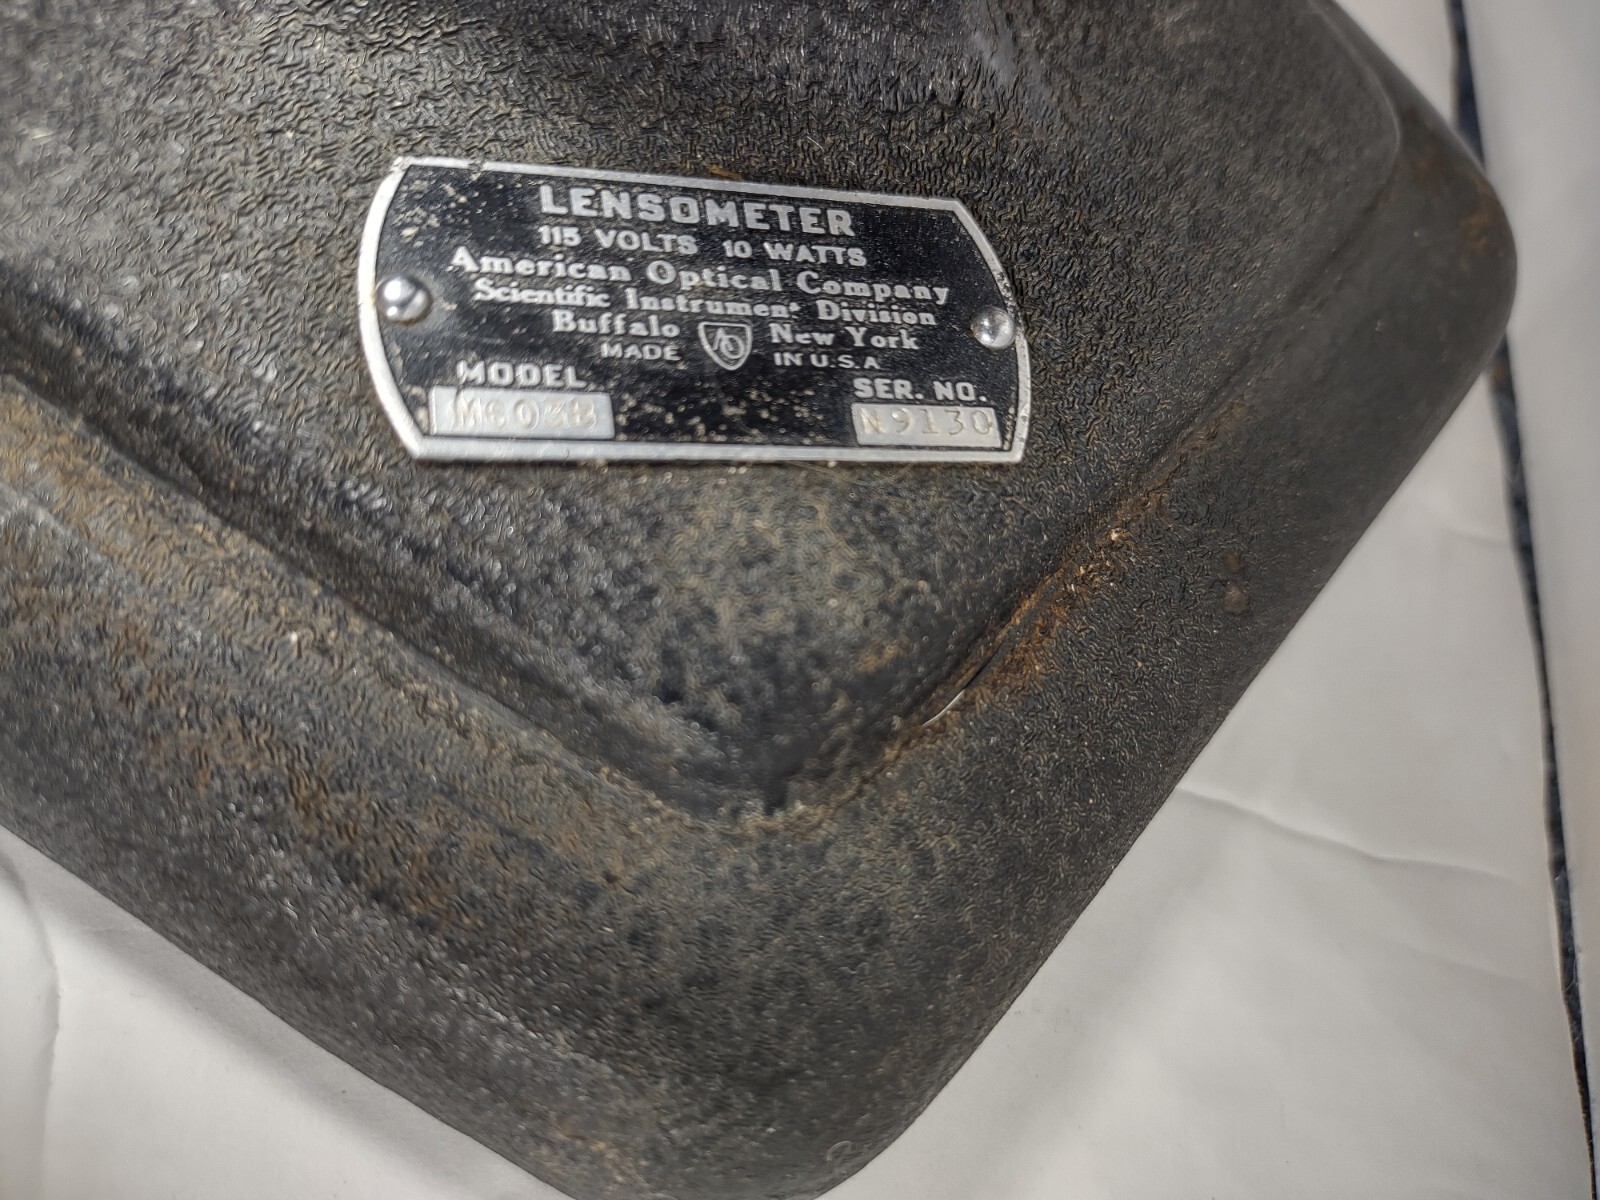 LENSOMETER
115 VOLTS 10 WATTS
American Optical Company
Scientific Instrument Division
Buffalo AO New York
MADE IN U.S.A
MODEL SER. NO.
N9130